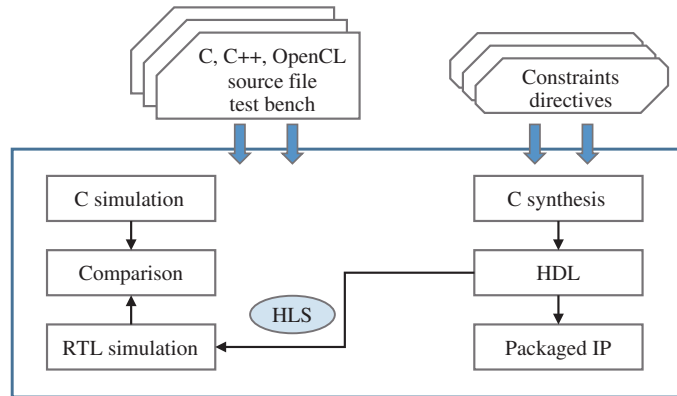 C, C++, OpenCL
source file
test bench
Constraints
directives
C simulation
C synthesis
Comparison
HDL
HLS
RTL simulation
Packaged IP